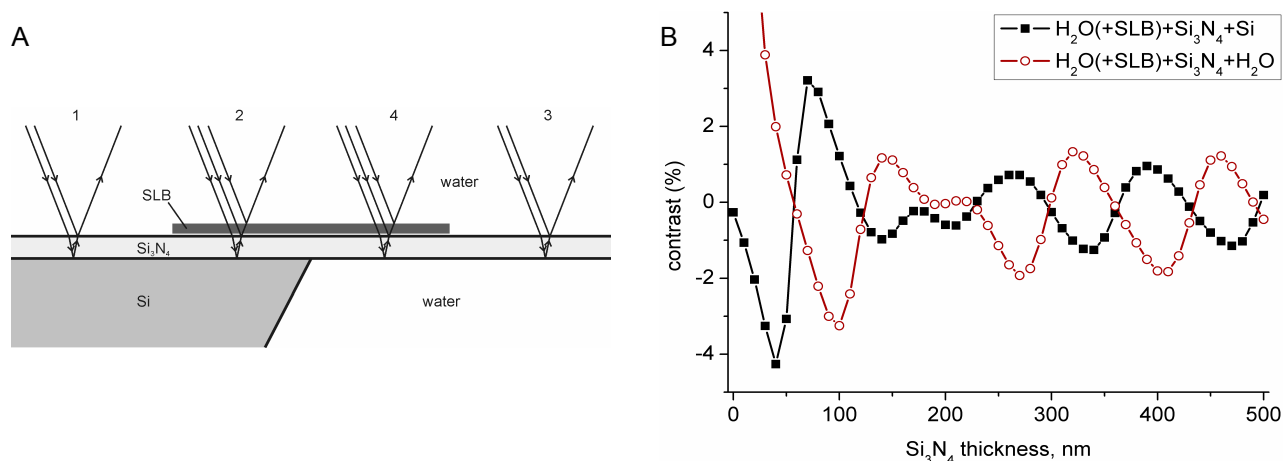 A
1
2
4
3
SLB
water
Si₃N₄
Si
water
B
H₂O(+SLB)+Si₃N₄+Si
H₂O(+SLB)+Si₃N₄+H₂O
contrast (%)
4
2
0
-2
-4
0 100 200 300 400 500
Si₃N₄ thickness, nm